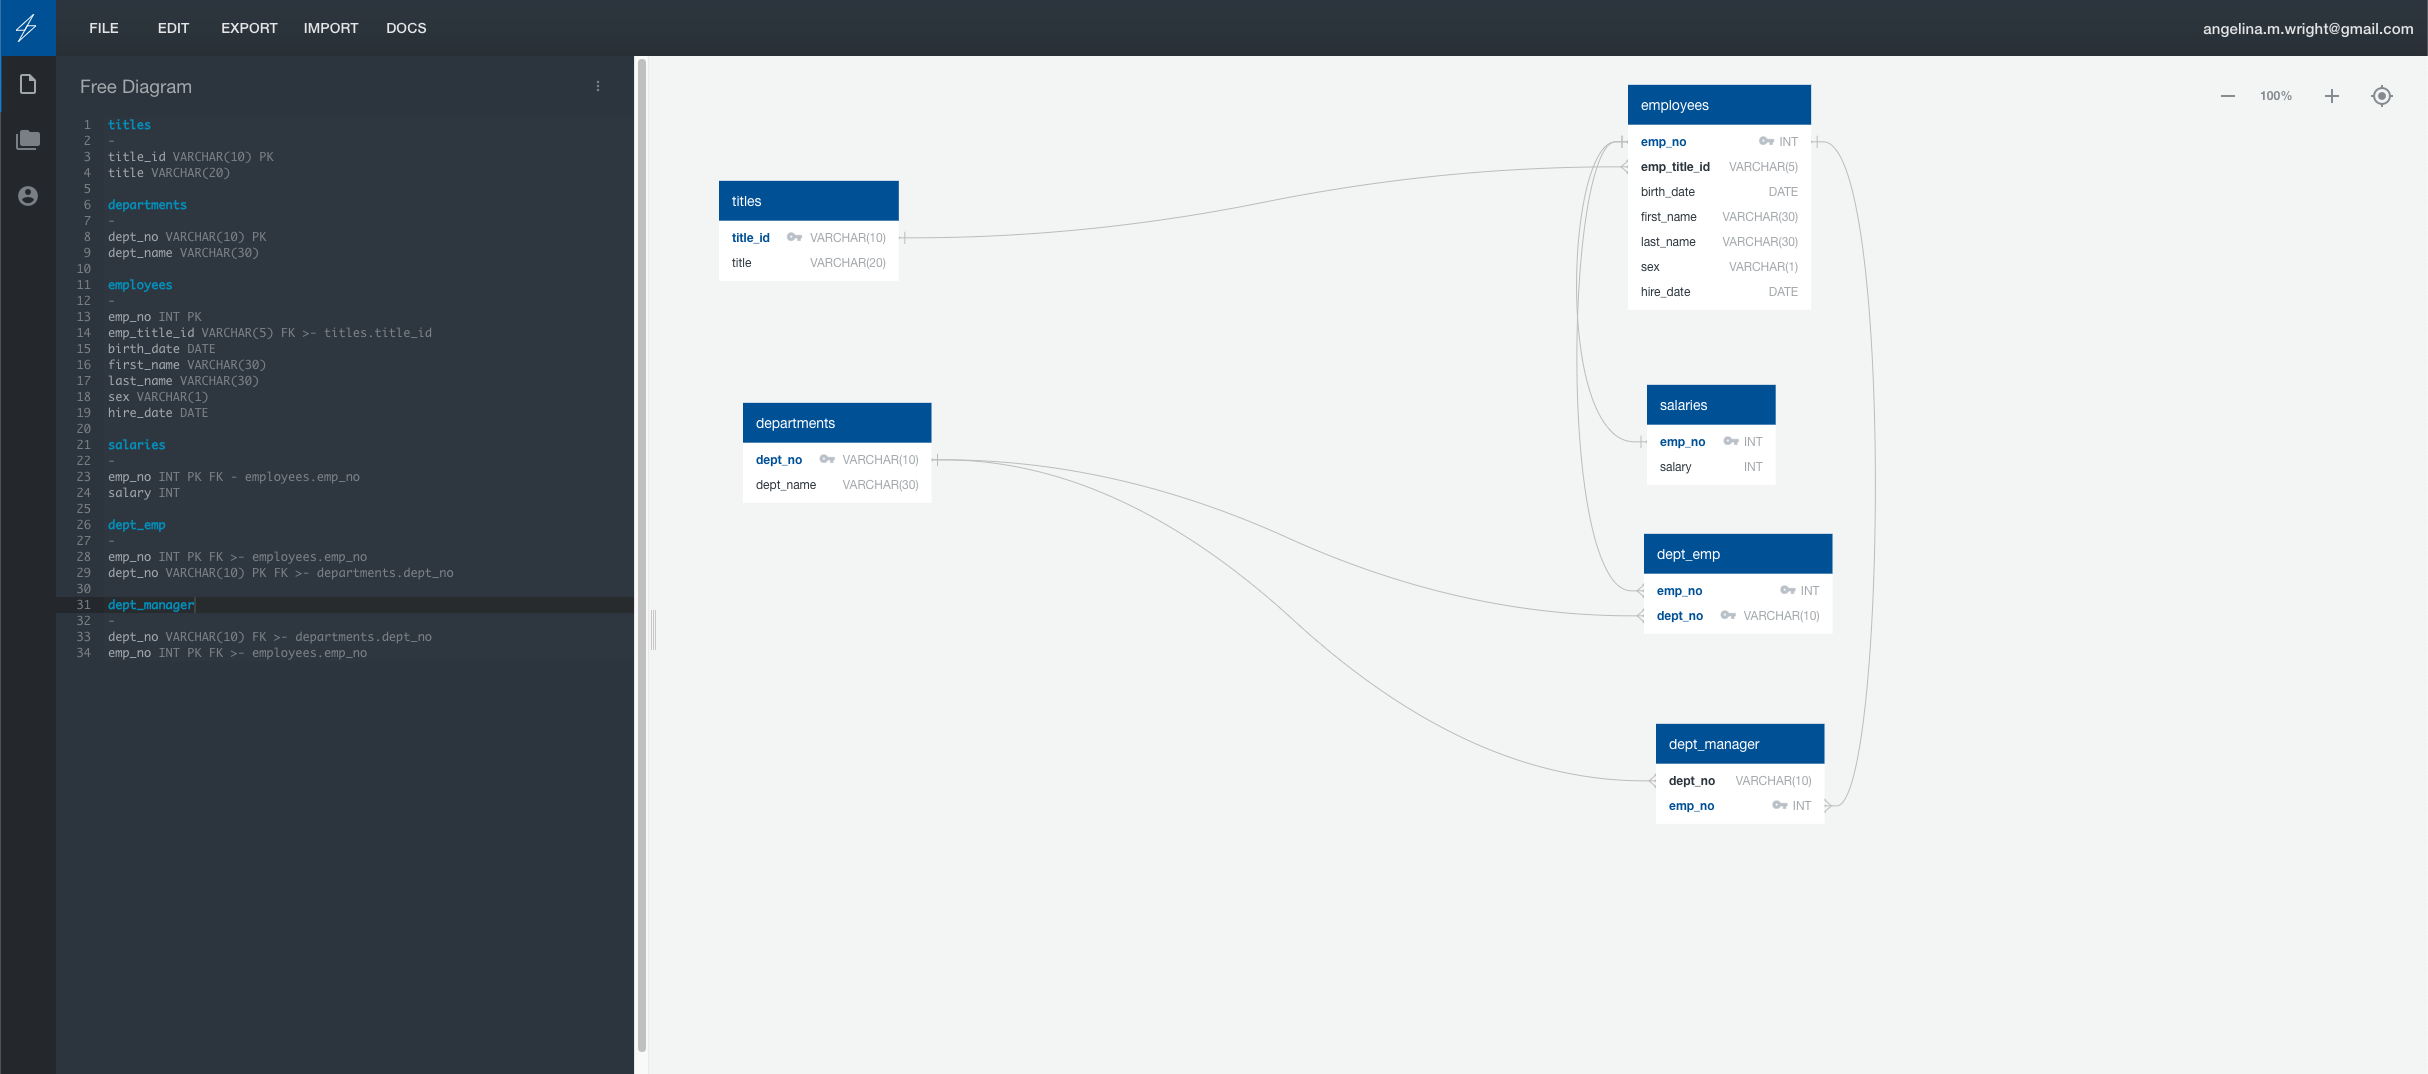 FILE EDIT EXPORT IMPORT DOCS angelina.m.wright@gmail.com
Free Diagram
1 titles
2 -
3 title_id VARCHAR(10) PK
4 title VARCHAR(20)
5
6 departments
7 -
8 dept_no VARCHAR(10) PK
9 dept_name VARCHAR(30)
10
11 employees
12 -
13 emp_no INT PK
14 emp_title_id VARCHAR(5) FK >- titles.title_id
15 birth_date DATE
16 first_name VARCHAR(30)
17 last_name VARCHAR(30)
18 sex VARCHAR(1)
19 hire_date DATE
20
21 salaries
22 -
23 emp_no INT PK FK - employees.emp_no
24 salary INT
25
26 dept_emp
27 -
28 emp_no INT PK FK >- employees.emp_no
29 dept_no VARCHAR(10) PK FK >- departments.dept_no
30
31 dept_manager
32 -
33 dept_no VARCHAR(10) FK >- departments.dept_no
34 emp_no INT PK FK >- employees.emp_no
titles
title_id VARCHAR(10)
title VARCHAR(20)
departments
dept_no VARCHAR(10)
dept_name VARCHAR(30)
employees
emp_no INT
emp_title_id VARCHAR(5)
birth_date DATE
first_name VARCHAR(30)
last_name VARCHAR(30)
sex VARCHAR(1)
hire_date DATE
salaries
emp_no INT
salary INT
dept_emp
emp_no INT
dept_no VARCHAR(10)
dept_manager
dept_no VARCHAR(10)
emp_no INT
100%